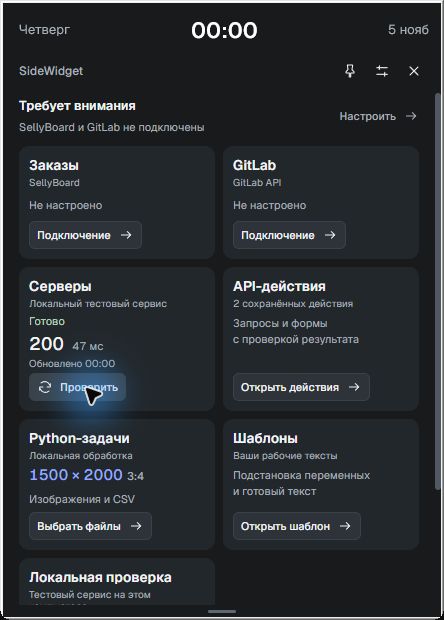 Четверг 00:00 5 нояб
SideWidget
Требует внимания
SellyBoard и GitLab не подключены
Настроить →
Заказы
SellyBoard
Не настроено
Подключение →
GitLab
GitLab API
Не настроено
Подключение →
Серверы
Локальный тестовый сервис
Готово
200 47 мс
Обновлено 00:00
Проверить
API-действия
2 сохранённых действия
Запросы и формы
с проверкой результата
Открыть действия →
Python-задачи
Локальная обработка
1500 × 2000 3:4
Изображения и CSV
Выбрать файлы →
Шаблоны
Ваши рабочие тексты
Подстановка переменных
и готовый текст
Открыть шаблон →
Локальная проверка
Тестовый сервис на этом